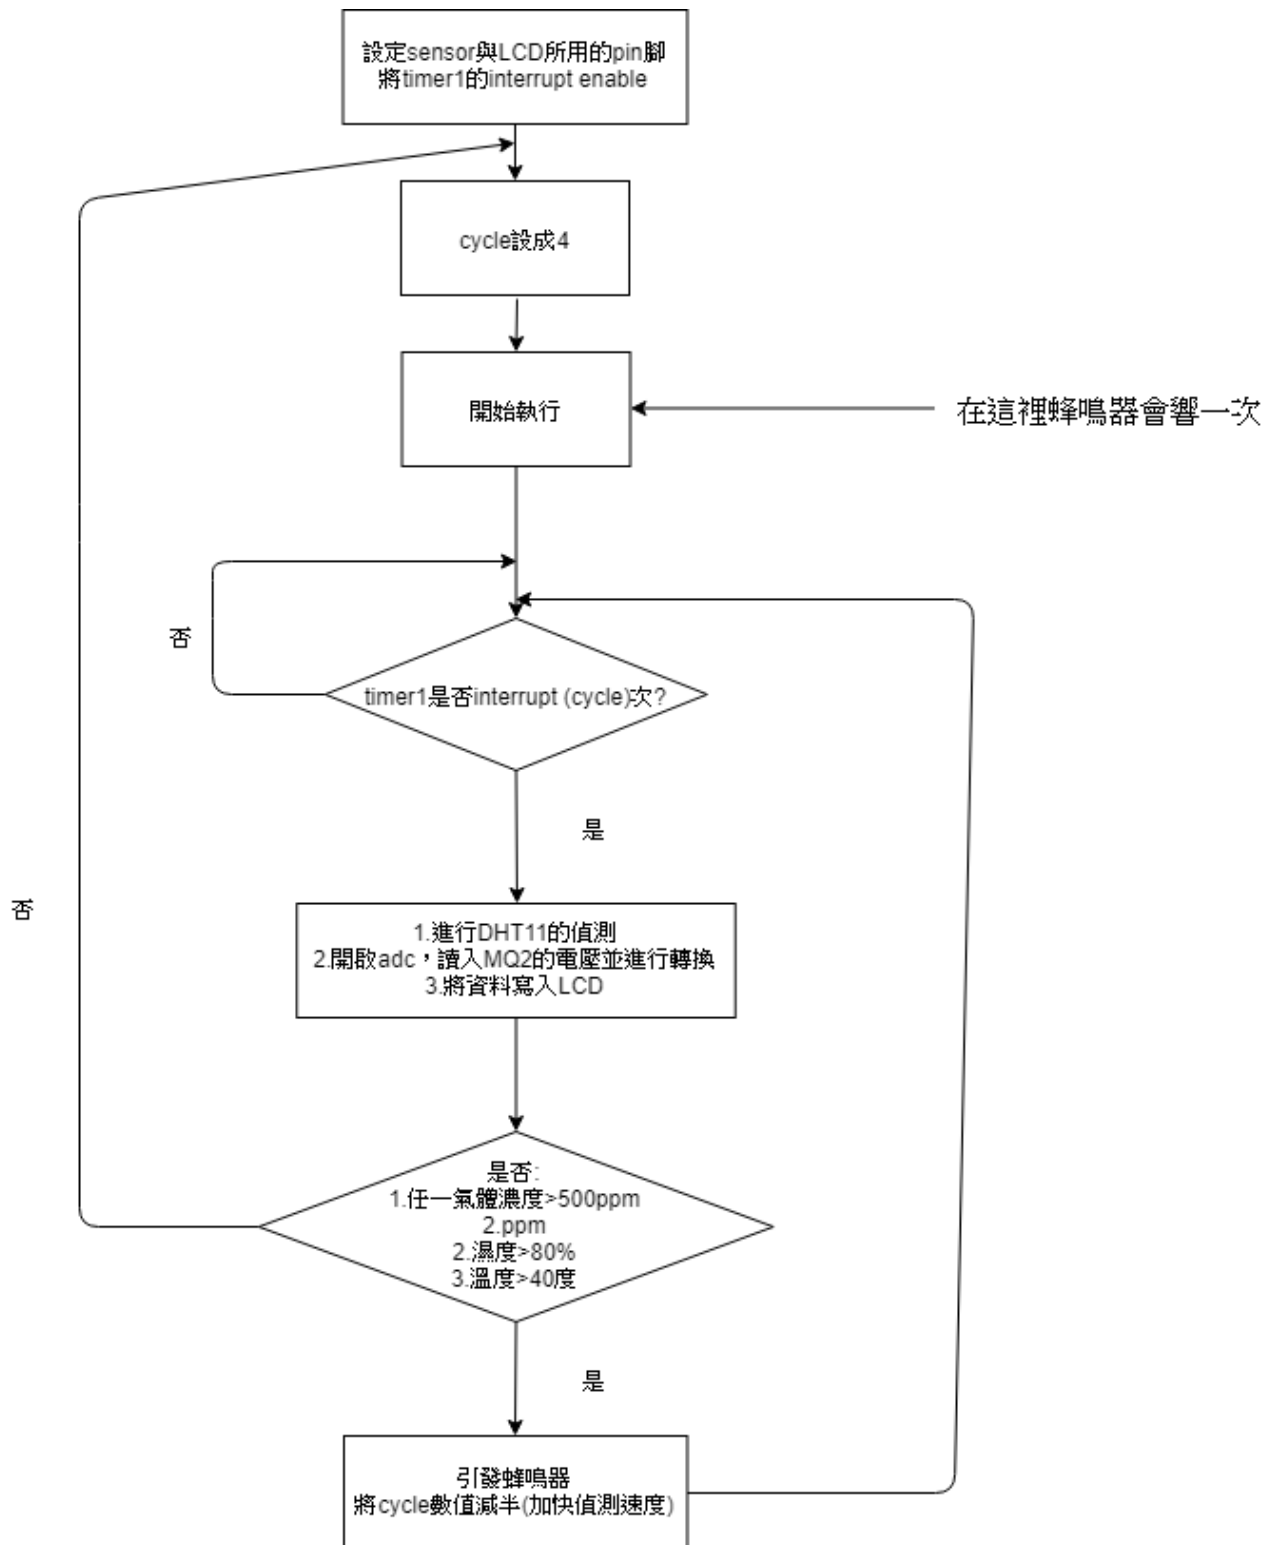 設定sensor與LCD所用的pin腳
將timer1的interrupt enable
cycle設成4
開始執行
在這裡蜂鳴器會響一次
否
timer1是否interrupt (cycle)次?
是
否
1.進行DHT11的偵測
2.開啟adc，讀入MQ2的電壓並進行轉換
3.將資料寫入LCD
是否:
1.任一氣體濃度>500ppm
2.ppm
2.濕度>80%
3.溫度>40度
是
引發蜂鳴器
將cycle數值減半(加快偵測速度)